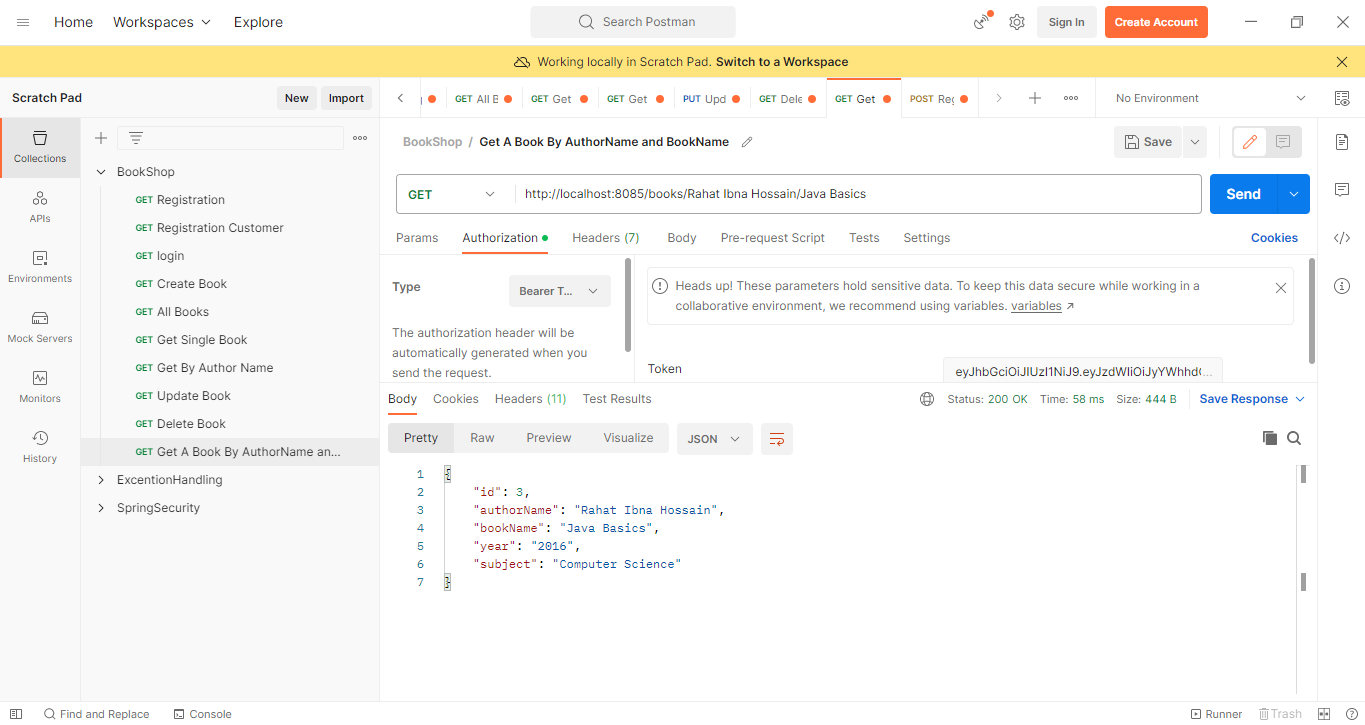 Home Workspaces Explore Search Postman Sign In Create Account
Working locally in Scratch Pad. Switch to a Workspace
Scratch Pad New Import
GET All B GET Get GET Get PUT Upd GET Dele GET Get POST Reg No Environment
Collections
APIs
Environments
Mock Servers
Monitors
History
BookShop
GET Registration
GET Registration Customer
GET login
GET Create Book
GET All Books
GET Get Single Book
GET Get By Author Name
GET Update Book
GET Delete Book
GET Get A Book By AuthorName an...
ExcentionHandling
SpringSecurity
BookShop / Get A Book By AuthorName and BookName Save
GET http://localhost:8085/books/Rahat Ibna Hossain/Java Basics Send
Params Authorization Headers (7) Body Pre-request Script Tests Settings Cookies
Type Bearer T...
The authorization header will be
automatically generated when you
send the request.
Heads up! These parameters hold sensitive data. To keep this data secure while working in a
collaborative environment, we recommend using variables. variables ↗
Token
Body Cookies Headers (11) Test Results Status: 200 OK Time: 58 ms Size: 444 B Save Response
Pretty Raw Preview Visualize JSON
1 {
2 "id": 3,
3 "authorName": "Rahat Ibna Hossain",
4 "bookName": "Java Basics",
5 "year": "2016",
6 "subject": "Computer Science"
7 }
Find and Replace Console Runner Trash